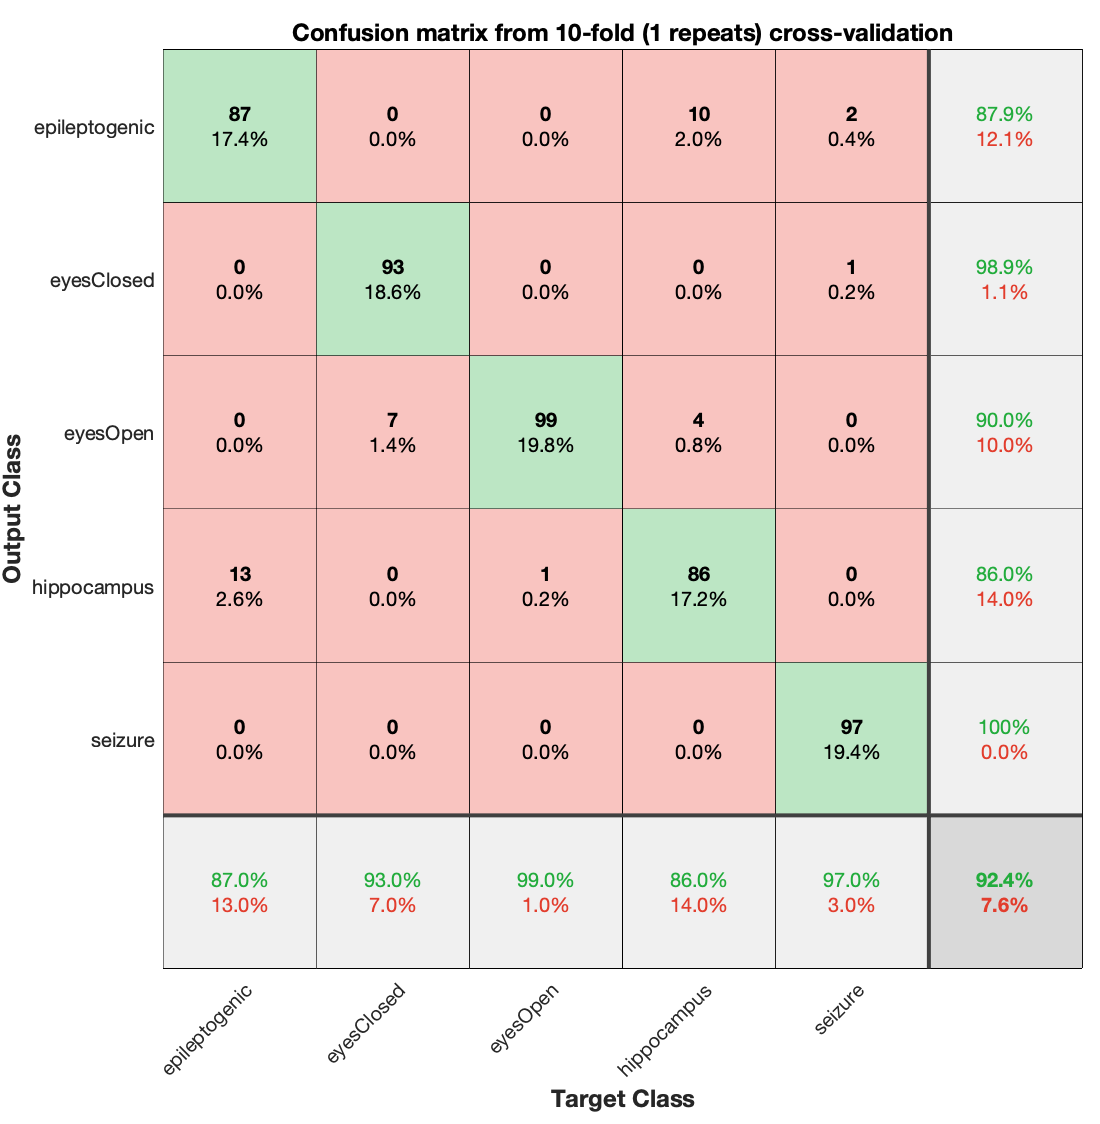 Confusion matrix from 10-fold (1 repeats) cross-validation
epileptogenic
87 0 0 10 2 87.9%
17.4% 0.0% 0.0% 2.0% 0.4% 12.1%
eyesClosed
0 93 0 0 1 98.9%
0.0% 18.6% 0.0% 0.0% 0.2% 1.1%
eyesOpen
0 7 99 4 0 90.0%
0.0% 1.4% 19.8% 0.8% 0.0% 10.0%
hippocampus
13 0 1 86 0 86.0%
2.6% 0.0% 0.2% 17.2% 0.0% 14.0%
seizure
0 0 0 0 97 100%
0.0% 0.0% 0.0% 0.0% 19.4% 0.0%
87.0% 93.0% 99.0% 86.0% 97.0% 92.4%
13.0% 7.0% 1.0% 14.0% 3.0% 7.6%
Output Class
epileptogenic
eyesClosed
eyesOpen
hippocampus
seizure
Target Class